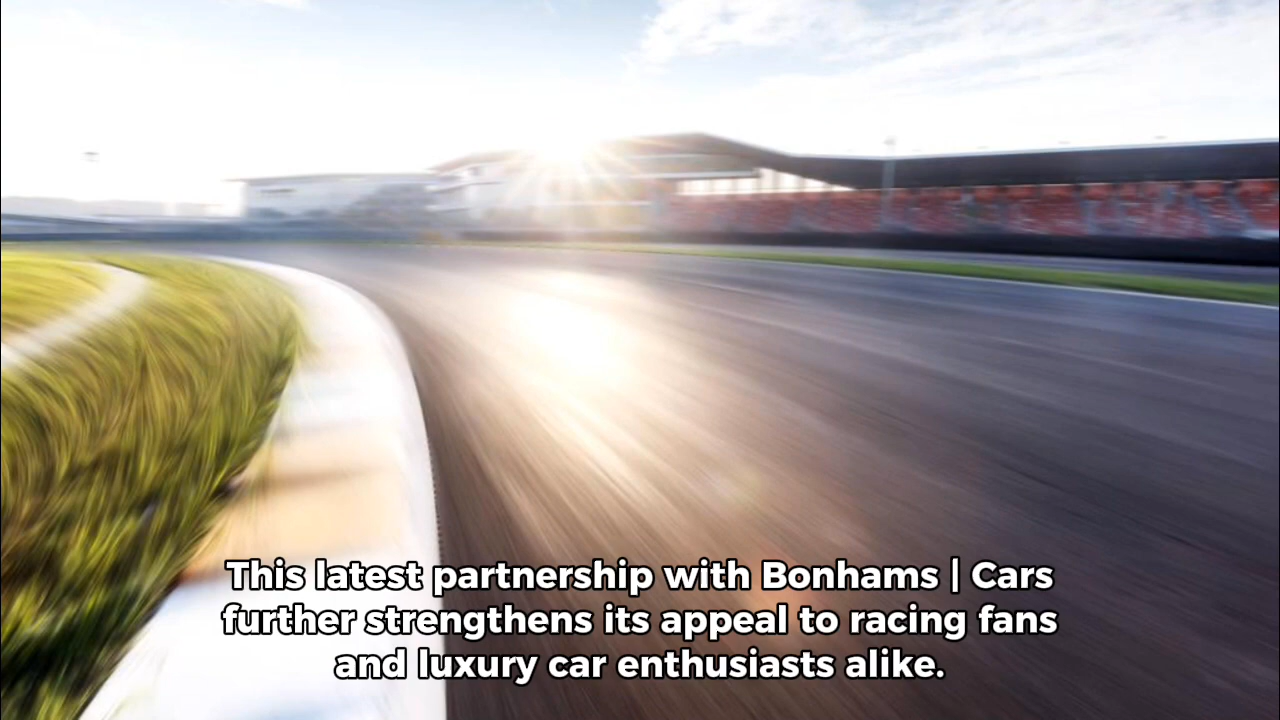 This latest partnership with Bonhams | Cars
further strengthens its appeal to racing fans
and luxury car enthusiasts alike.